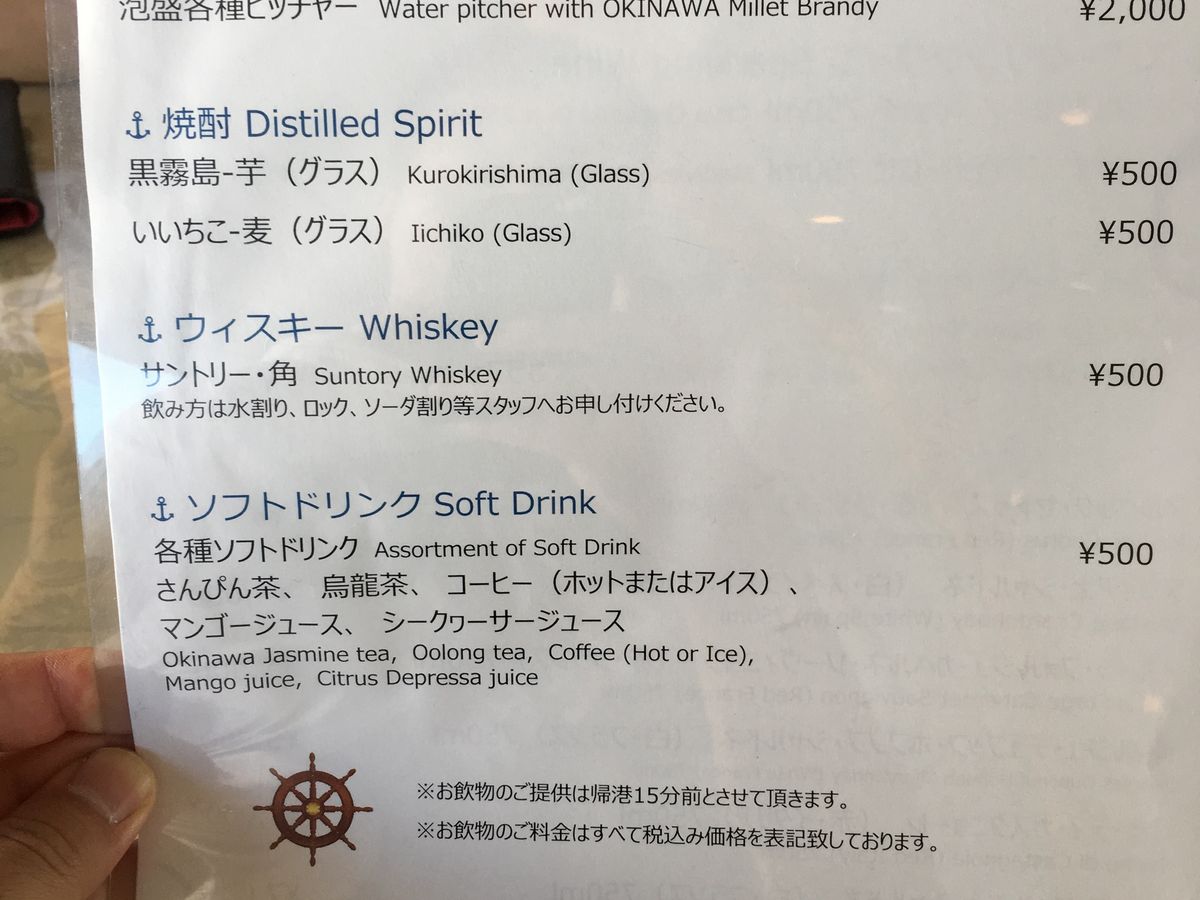 泡盛各種ピッチャー Water pitcher with OKINAWA Millet Brandy ¥2,000
焼酎 Distilled Spirit
黒霧島-芋（グラス） Kurokirishima (Glass) ¥500
いいちこ-麦（グラス） Iichiko (Glass) ¥500
ウィスキー Whiskey
サントリー・角 Suntory Whiskey ¥500
飲み方は水割り、ロック、ソーダ割り等スタッフへお申し付けください。
ソフトドリンク Soft Drink
各種ソフトドリンク Assortment of Soft Drink ¥500
さんぴん茶、 烏龍茶、 コーヒー（ホットまたはアイス）、
マンゴージュース、 シークヮーサージュース
Okinawa Jasmine tea, Oolong tea, Coffee (Hot or Ice),
Mango juice, Citrus Depressa juice
※お飲物のご提供は帰港15分前とさせて頂きます。
※お飲物のご料金はすべて税込み価格を表記致しております。